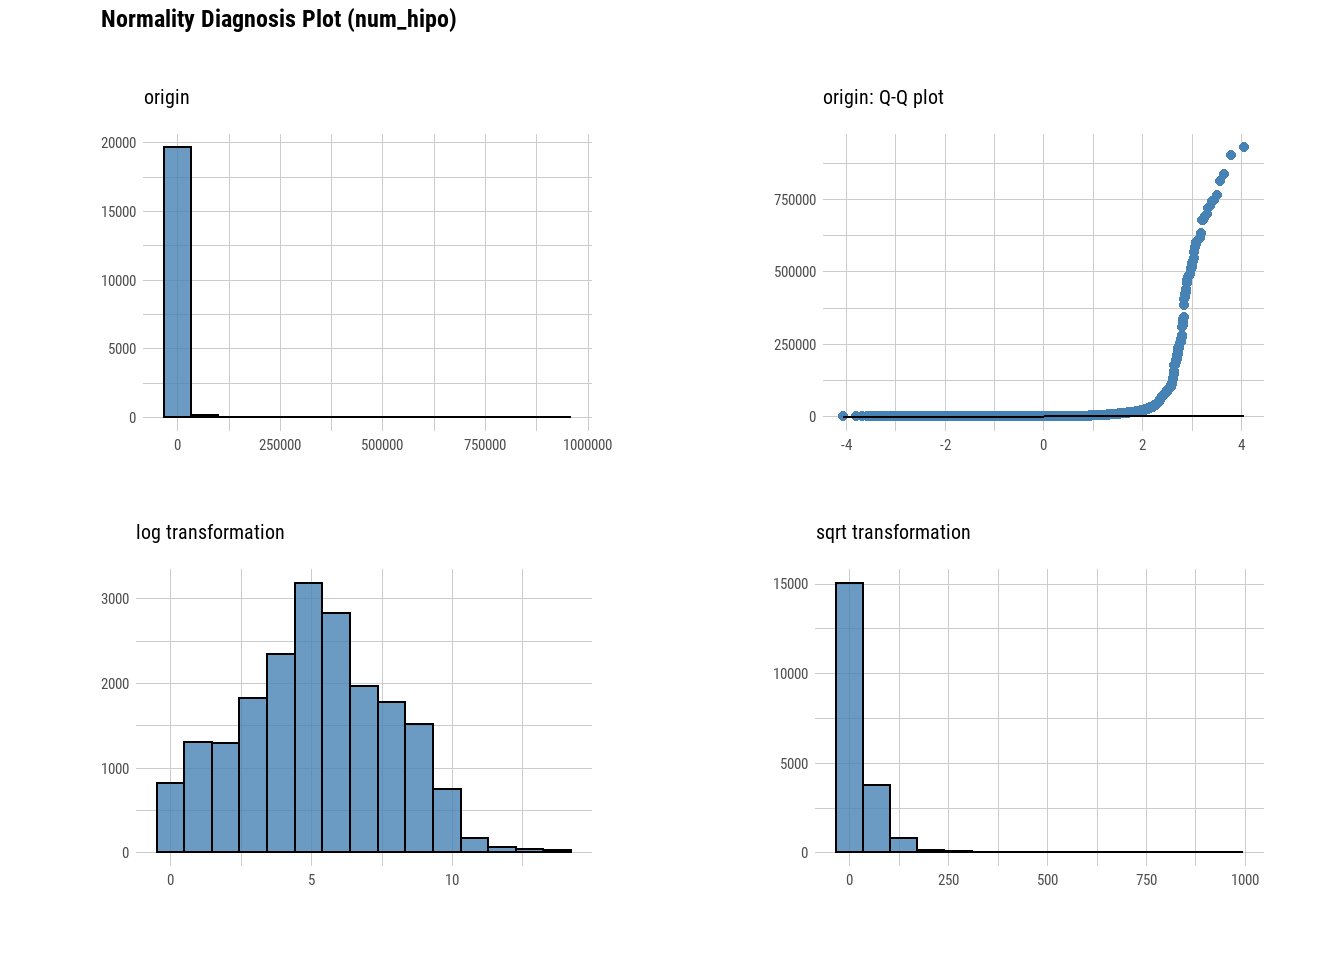 Normality Diagnosis Plot (num_hipo)
origin
20000
15000
10000
5000
0
0 250000 500000 750000 1000000
origin: Q-Q plot
750000
500000
250000
0
-4 -2 0 2 4
log transformation
3000
2000
1000
0
0 5 10
sqrt transformation
15000
10000
5000
0
0 250 500 750 1000